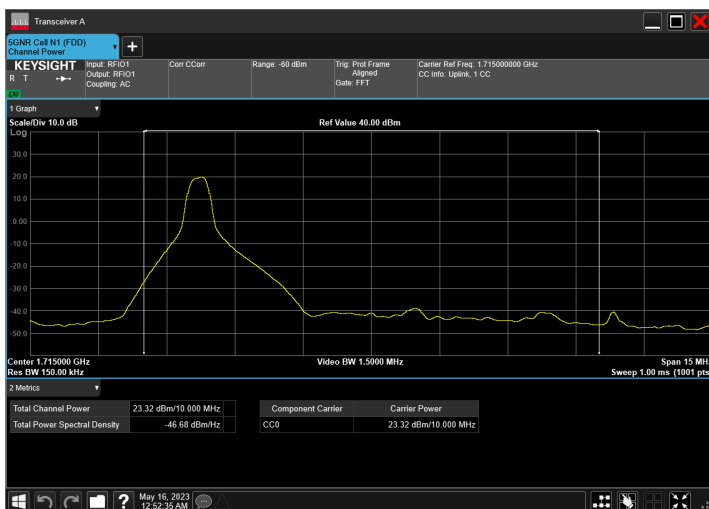 Transceiver A
5GNR Cell N1 (FDD)
Channel Power
KEYSIGHT
R T
LXI
Input: RFIO1
Output: RFIO1
Coupling: AC
Corr CCorr
Range: -60 dBm
Trig: Prot Frame
Aligned
Gate: FFT
Carrier Ref Freq: 1.715000000 GHz
CC Info: Uplink, 1 CC
1 Graph
Scale/Div 10.0 dB
Ref Value 40.00 dBm
Log
30.0
20.0
10.0
0.00
-10.0
-20.0
-30.0
-40.0
-50.0
Center 1.715000 GHz
Video BW 1.5000 MHz
Span 15 MH
Res BW 150.00 kHz
Sweep 1.00 ms (1001 pts
2 Metrics
Total Channel Power 23.32 dBm/10.000 MHz
Total Power Spectral Density -46.68 dBm/Hz
Component Carrier Carrier Power
CC0 23.32 dBm/10.000 MHz
?
May 16, 2023
12:52:35 AM